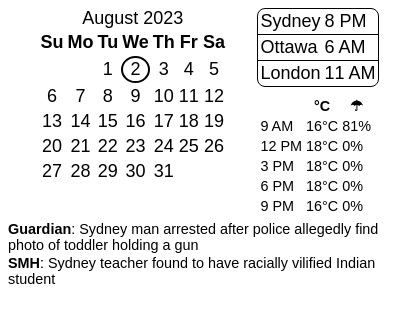 August 2023
Su Mo Tu We Th Fr Sa
1 2 3 4 5
6 7 8 9 10 11 12
13 14 15 16 17 18 19
20 21 22 23 24 25 26
27 28 29 30 31
Sydney 8 PM
Ottawa 6 AM
London 11 AM
°C ☂
9 AM 16°C 81%
12 PM 18°C 0%
3 PM 18°C 0%
6 PM 18°C 0%
9 PM 16°C 0%
Guardian: Sydney man arrested after police allegedly find
photo of toddler holding a gun
SMH: Sydney teacher found to have racially vilified Indian
student